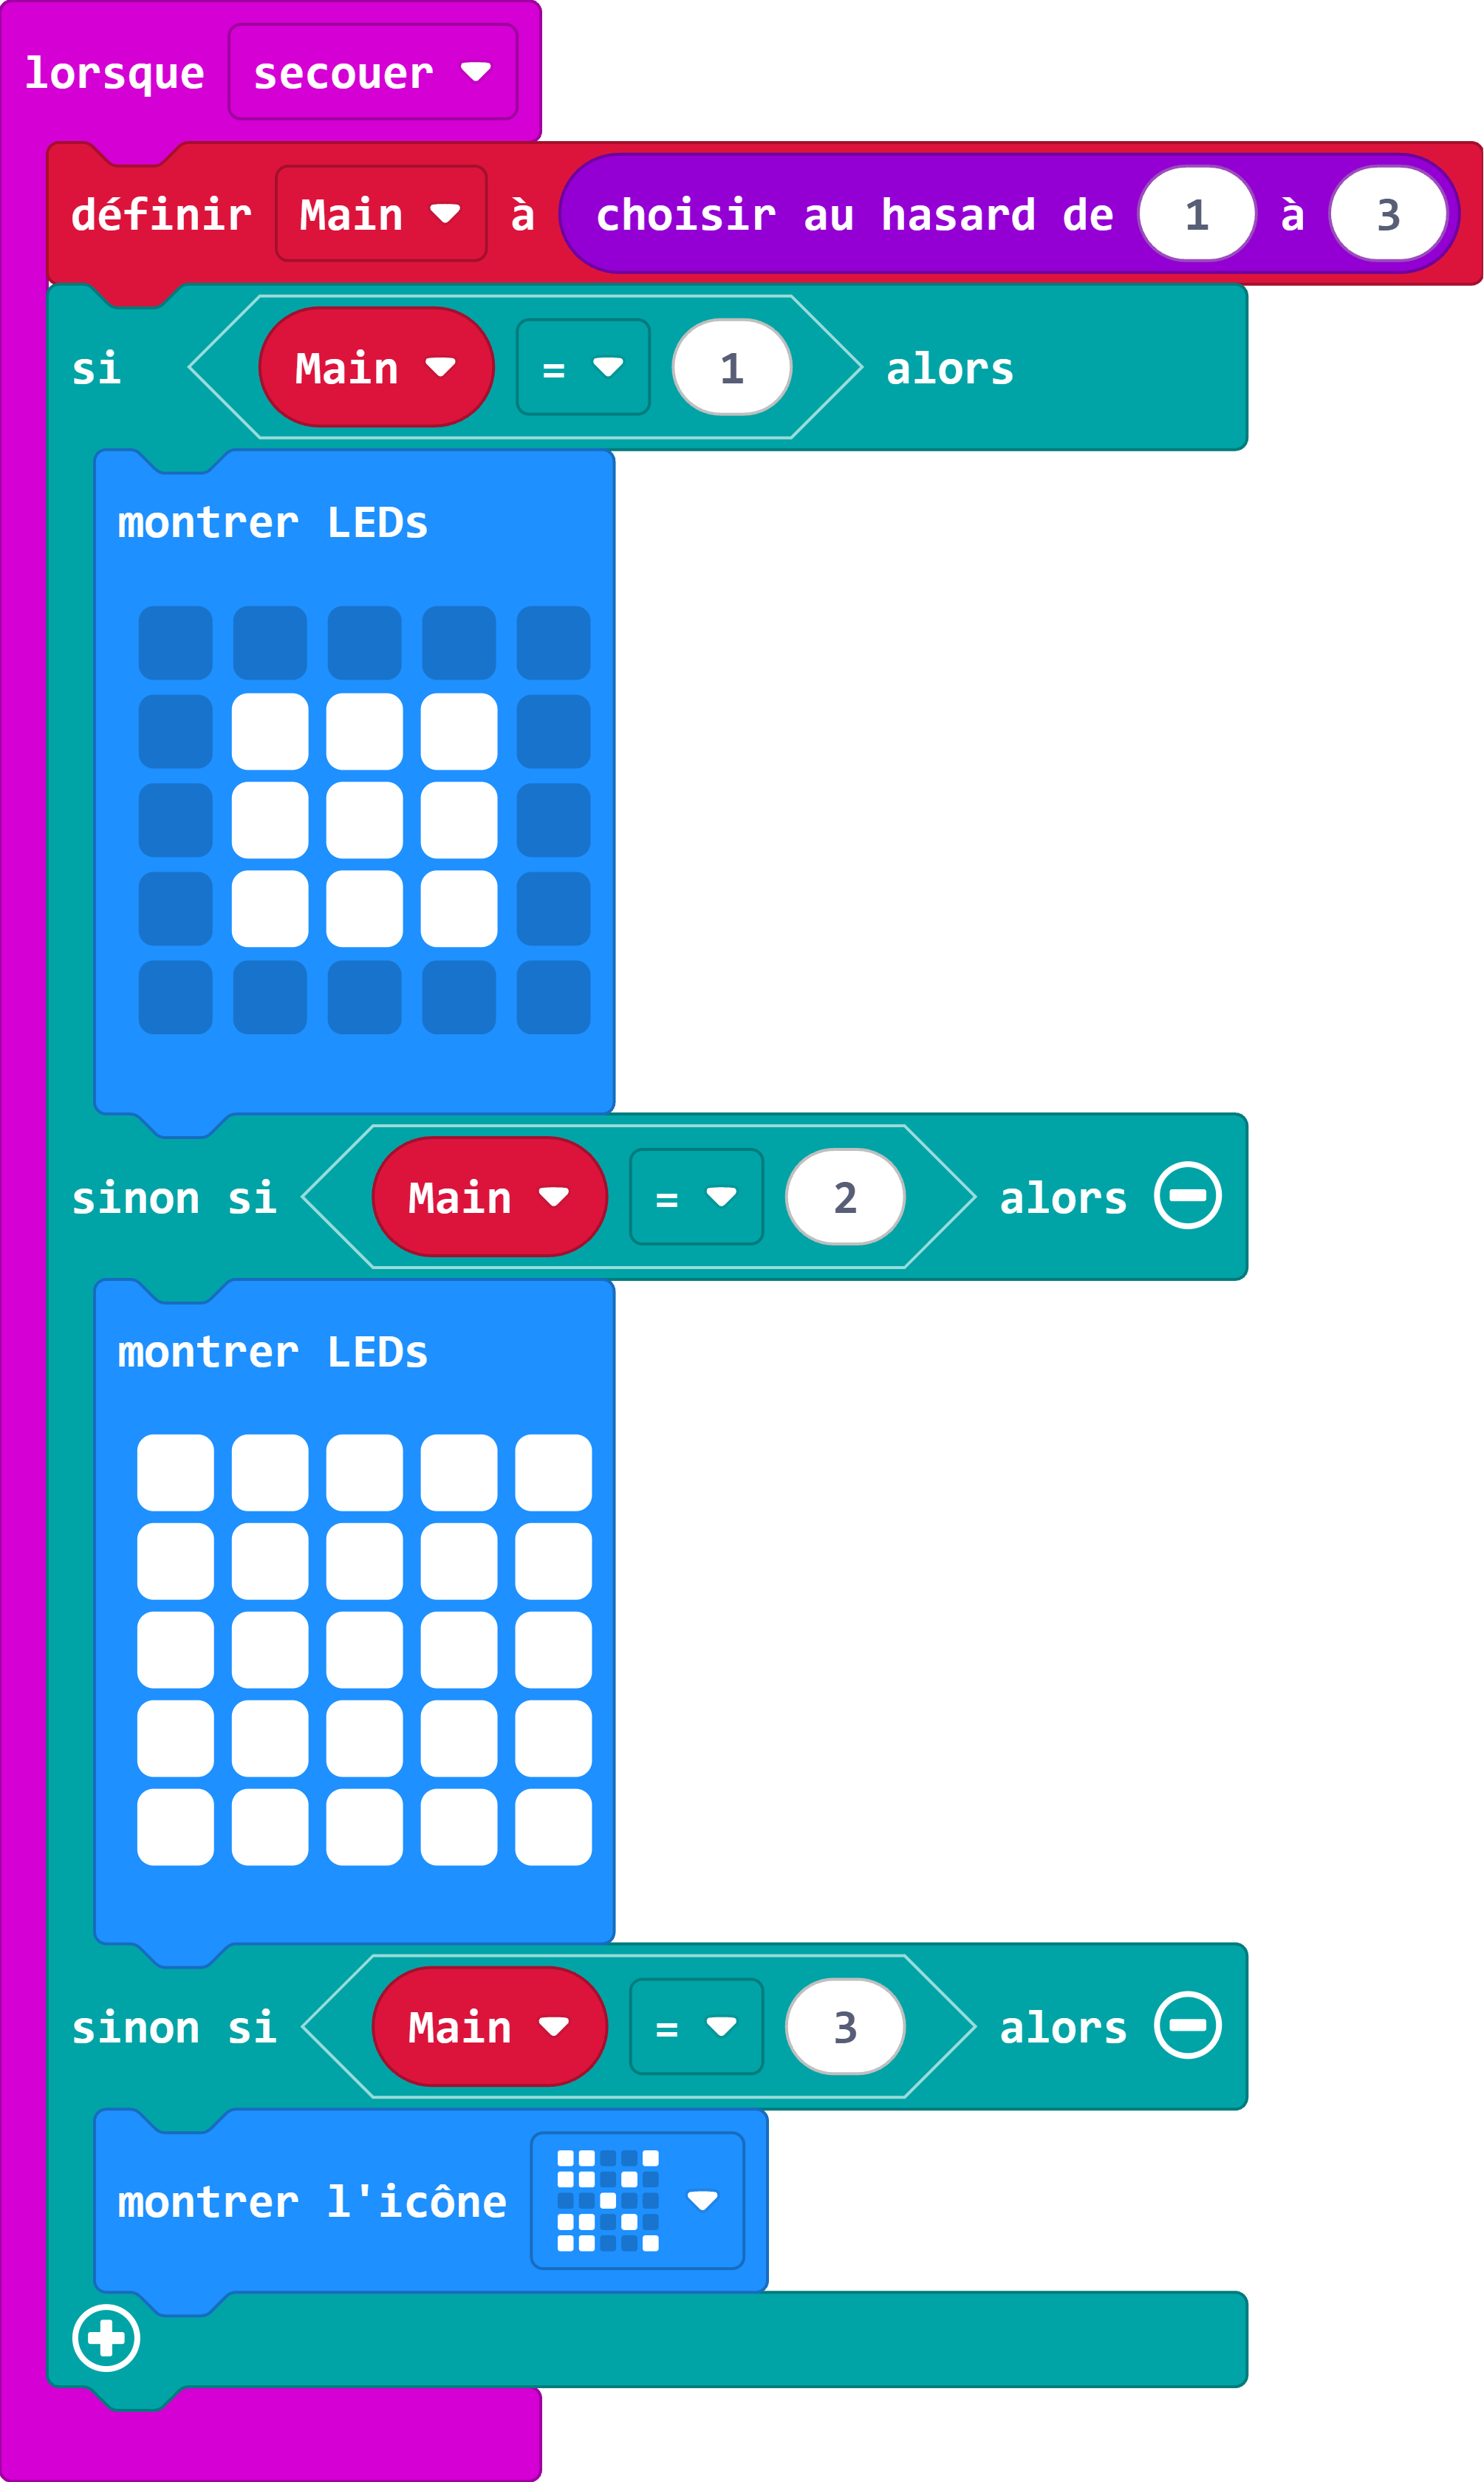 lorsque secouer
définir Main à choisir au hasard de 1 à 3
si Main = 1 alors
montrer LEDs
sinon si Main = 2 alors
montrer LEDs
sinon si Main = 3 alors
montrer l'icône